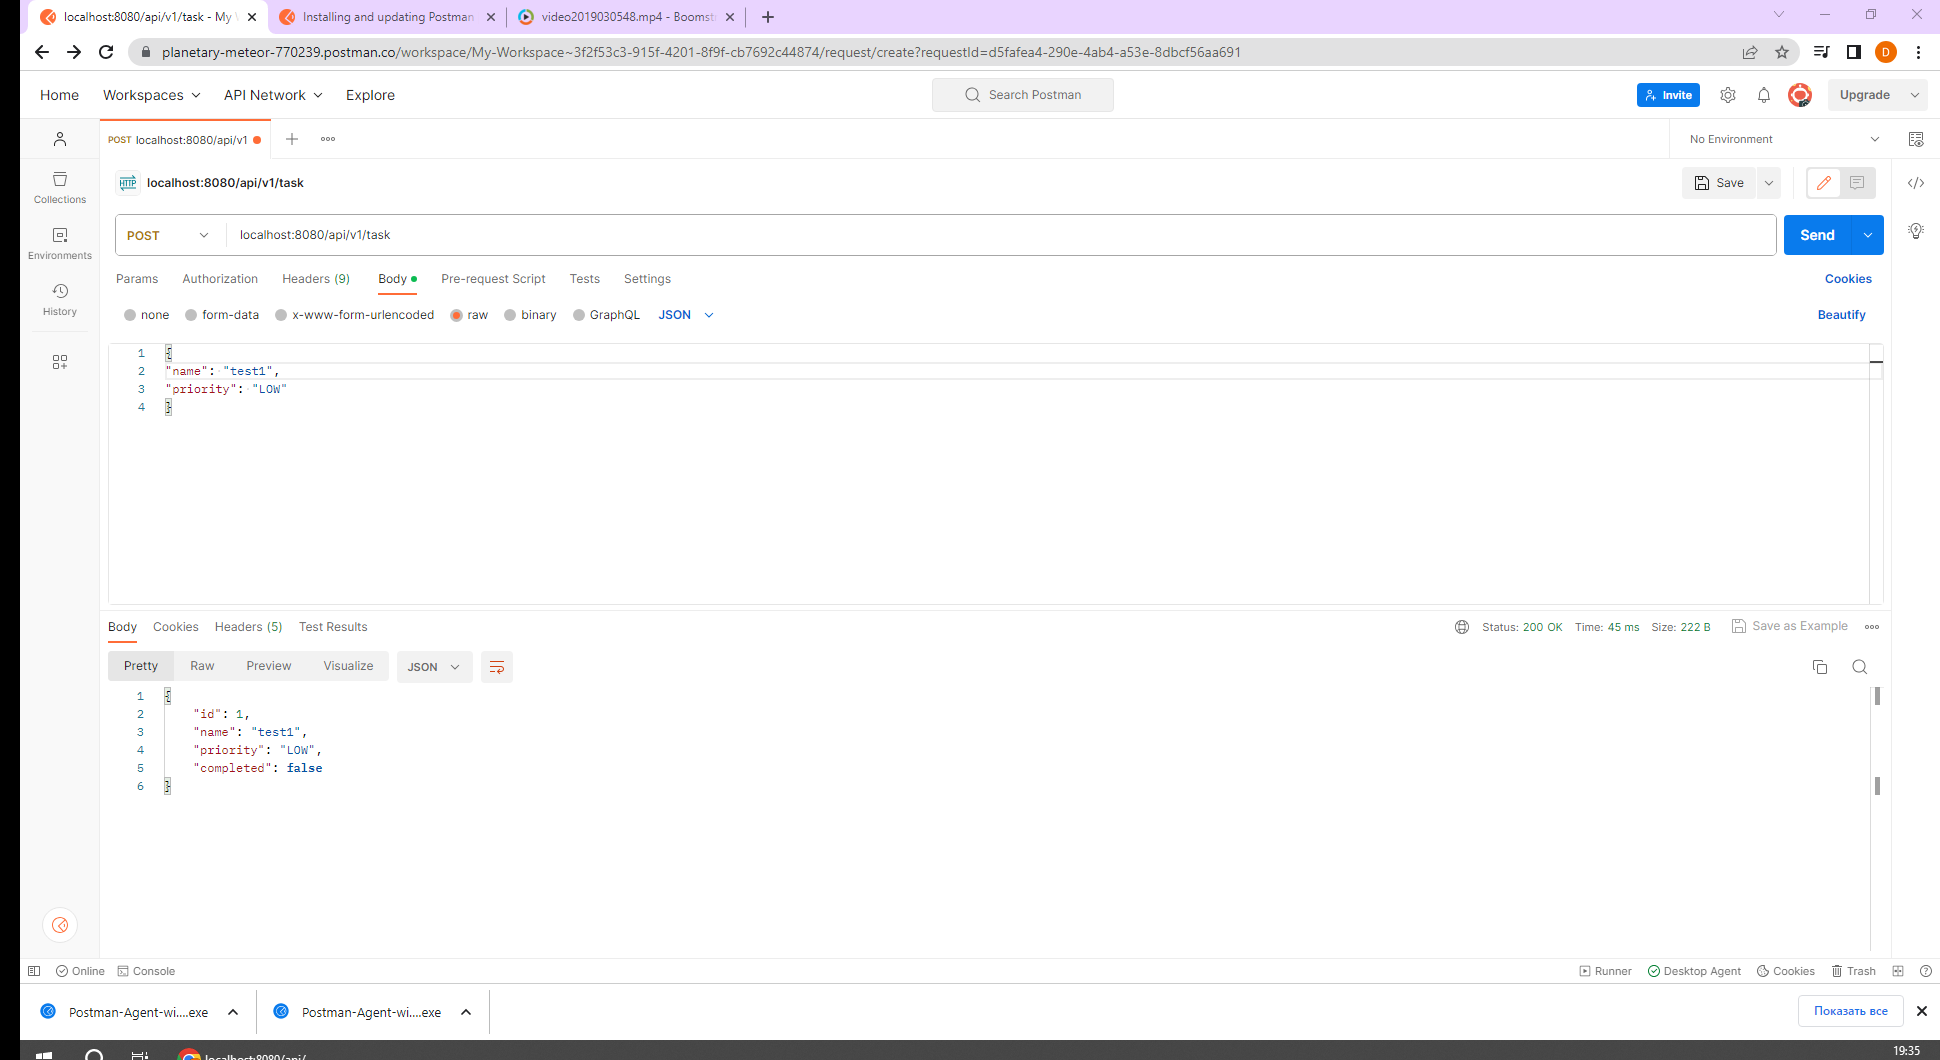 localhost:8080/api/v1/task - My
Installing and updating Postman
video2019030548.mp4 - Boomst
planetary-meteor-770239.postman.co/workspace/My-Workspace~3f2f53c3-915f-4201-8f9f-cb7692c44874/request/create?requestId=d5fafea4-290e-4ab4-a53e-8dbcf56aa691
D
Home Workspaces API Network Explore
Search Postman
Invite
Upgrade
POST localhost:8080/api/v1
No Environment
HTTP localhost:8080/api/v1/task
Save
Collections
Environments
History
POST localhost:8080/api/v1/task
Send
Params Authorization Headers (9) Body Pre-request Script Tests Settings
Cookies
none form-data x-www-form-urlencoded raw binary GraphQL JSON
Beautify
1 {
2 "name": "test1",
3 "priority": "LOW"
4 }
Body Cookies Headers (5) Test Results
Status: 200 OK Time: 45 ms Size: 222 B Save as Example
Pretty Raw Preview Visualize JSON
1 {
2 "id": 1,
3 "name": "test1",
4 "priority": "LOW",
5 "completed": false
6 }
Online Console
Runner Desktop Agent Cookies Trash
Postman-Agent-wi....exe
Postman-Agent-wi....exe
Показать все
localhost:8080/api/
19:35